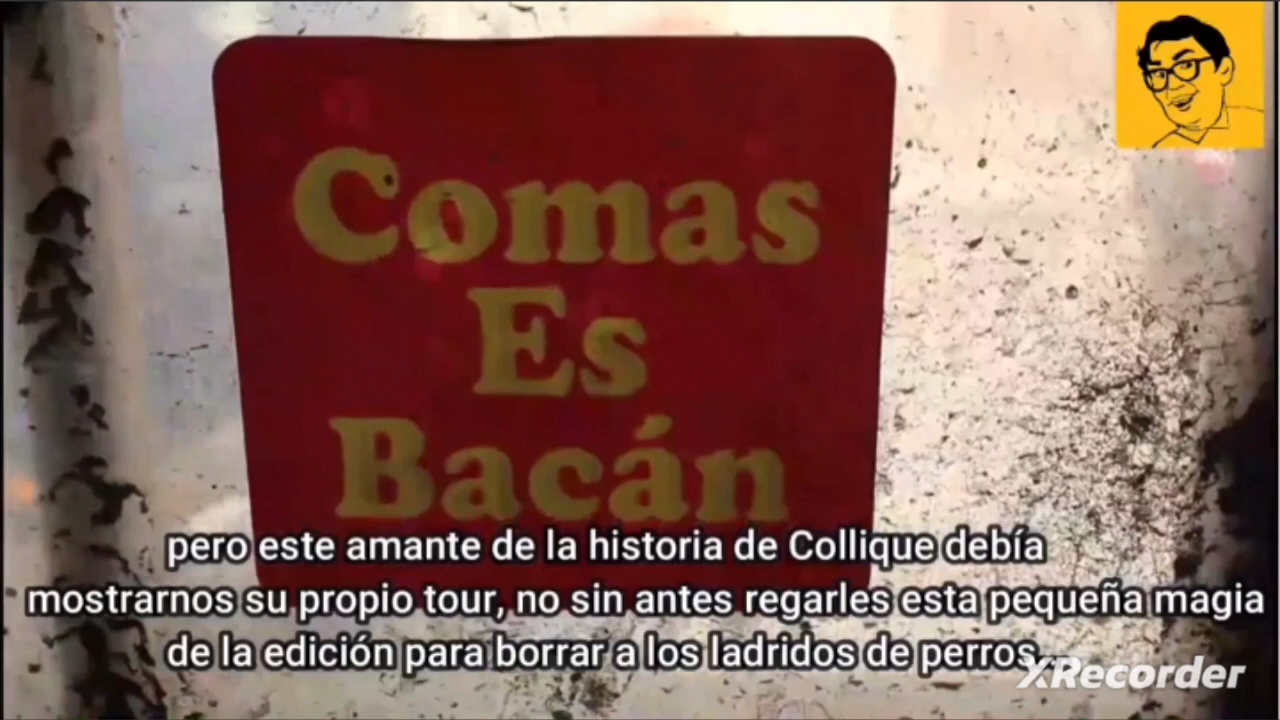 Comas
Es
Bacán
pero este amante de la historia de Collique debía
mostrarnos su propio tour, no sin antes regarles esta pequeña magia
de la edición para borrar a los ladridos de perros...
XRecorder